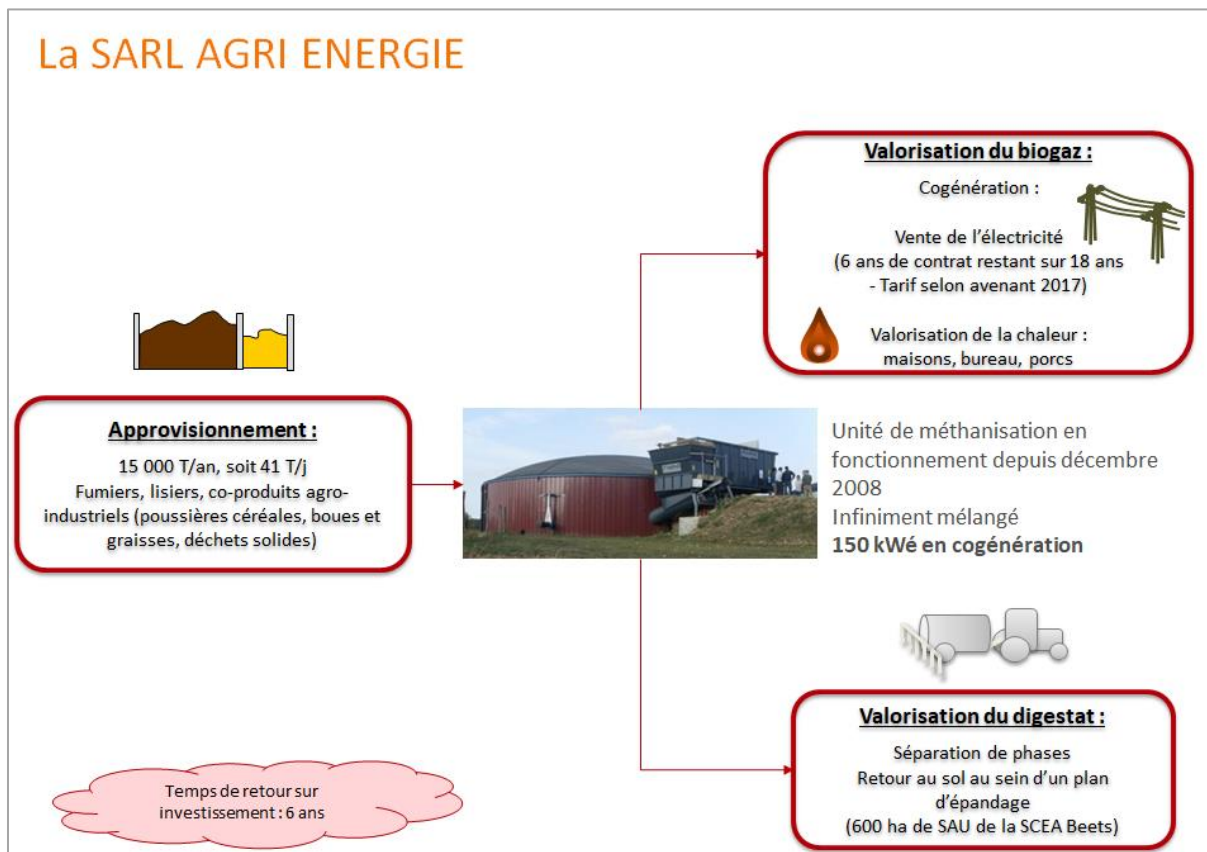 La SARL AGRI ENERGIE
Valorisation du biogaz :
Cogénération :
Vente de l'électricité
(6 ans de contrat restant sur 18 ans
- Tarif selon avenant 2017)
Valorisation de la chaleur :
maisons, bureau, porcs
Approvisionnement :
15 000 T/an, soit 41 T/j
Fumiers, lisiers, co-produits agro-
industriels (poussières céréales, boues et
graisses, déchets solides)
Unité de méthanisation en
fonctionnement depuis décembre
2008
Infiniment mélangé
150 kWé en cogénération
Valorisation du digestat :
Séparation de phases
Retour au sol au sein d'un plan
d'épandage
(600 ha de SAU de la SCEA Beets)
Temps de retour sur
investissement : 6 ans